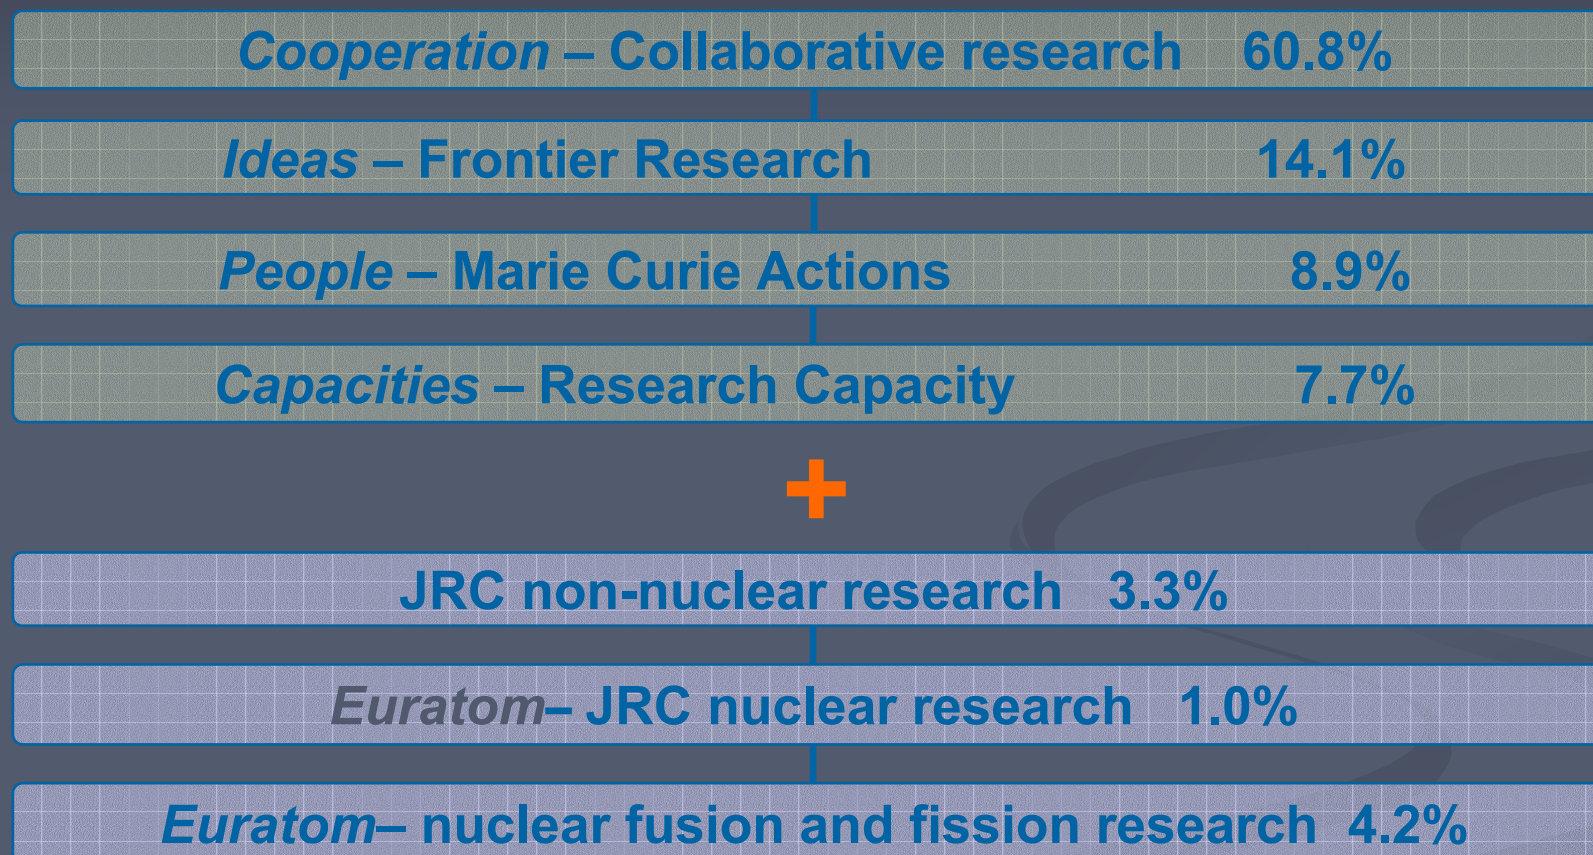 Cooperation – Collaborative research 60.8%
Ideas – Frontier Research 14.1%
People – Marie Curie Actions 8.9%
Capacities – Research Capacity 7.7%
+
JRC non-nuclear research 3.3%
Euratom– JRC nuclear research 1.0%
Euratom– nuclear fusion and fission research 4.2%